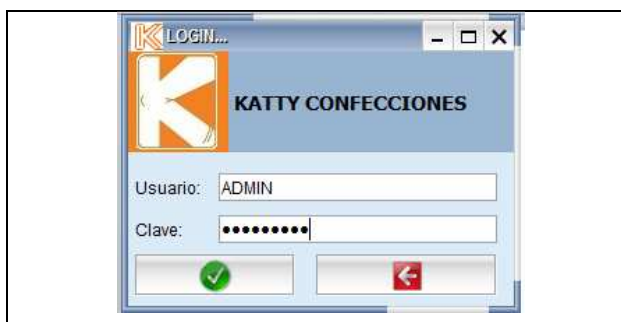 LOGIN...
K
KATTY CONFECCIONES
Usuario: ADMIN
Clave: •••••••••